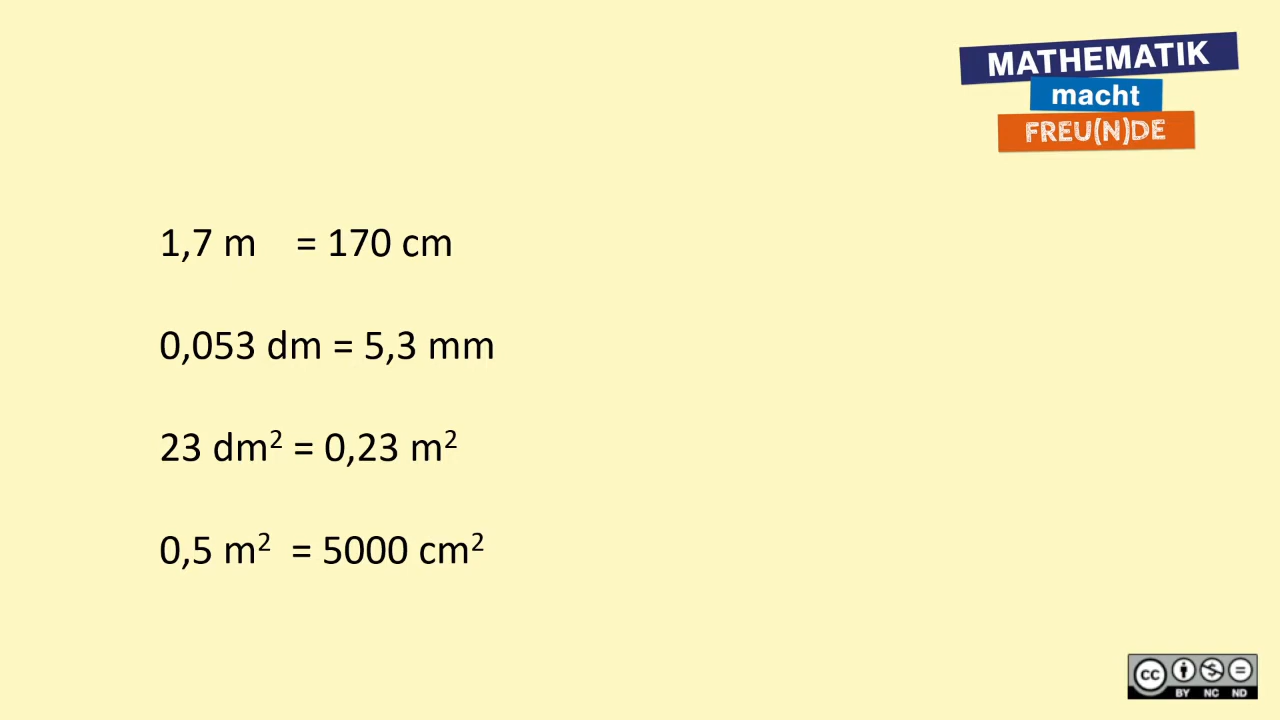 MATHEMATIK
macht
FREU(N)DE
1,7 m = 170 cm
0,053 dm = 5,3 mm
23 dm² = 0,23 m²
0,5 m² = 5000 cm²
cc
BY NC ND